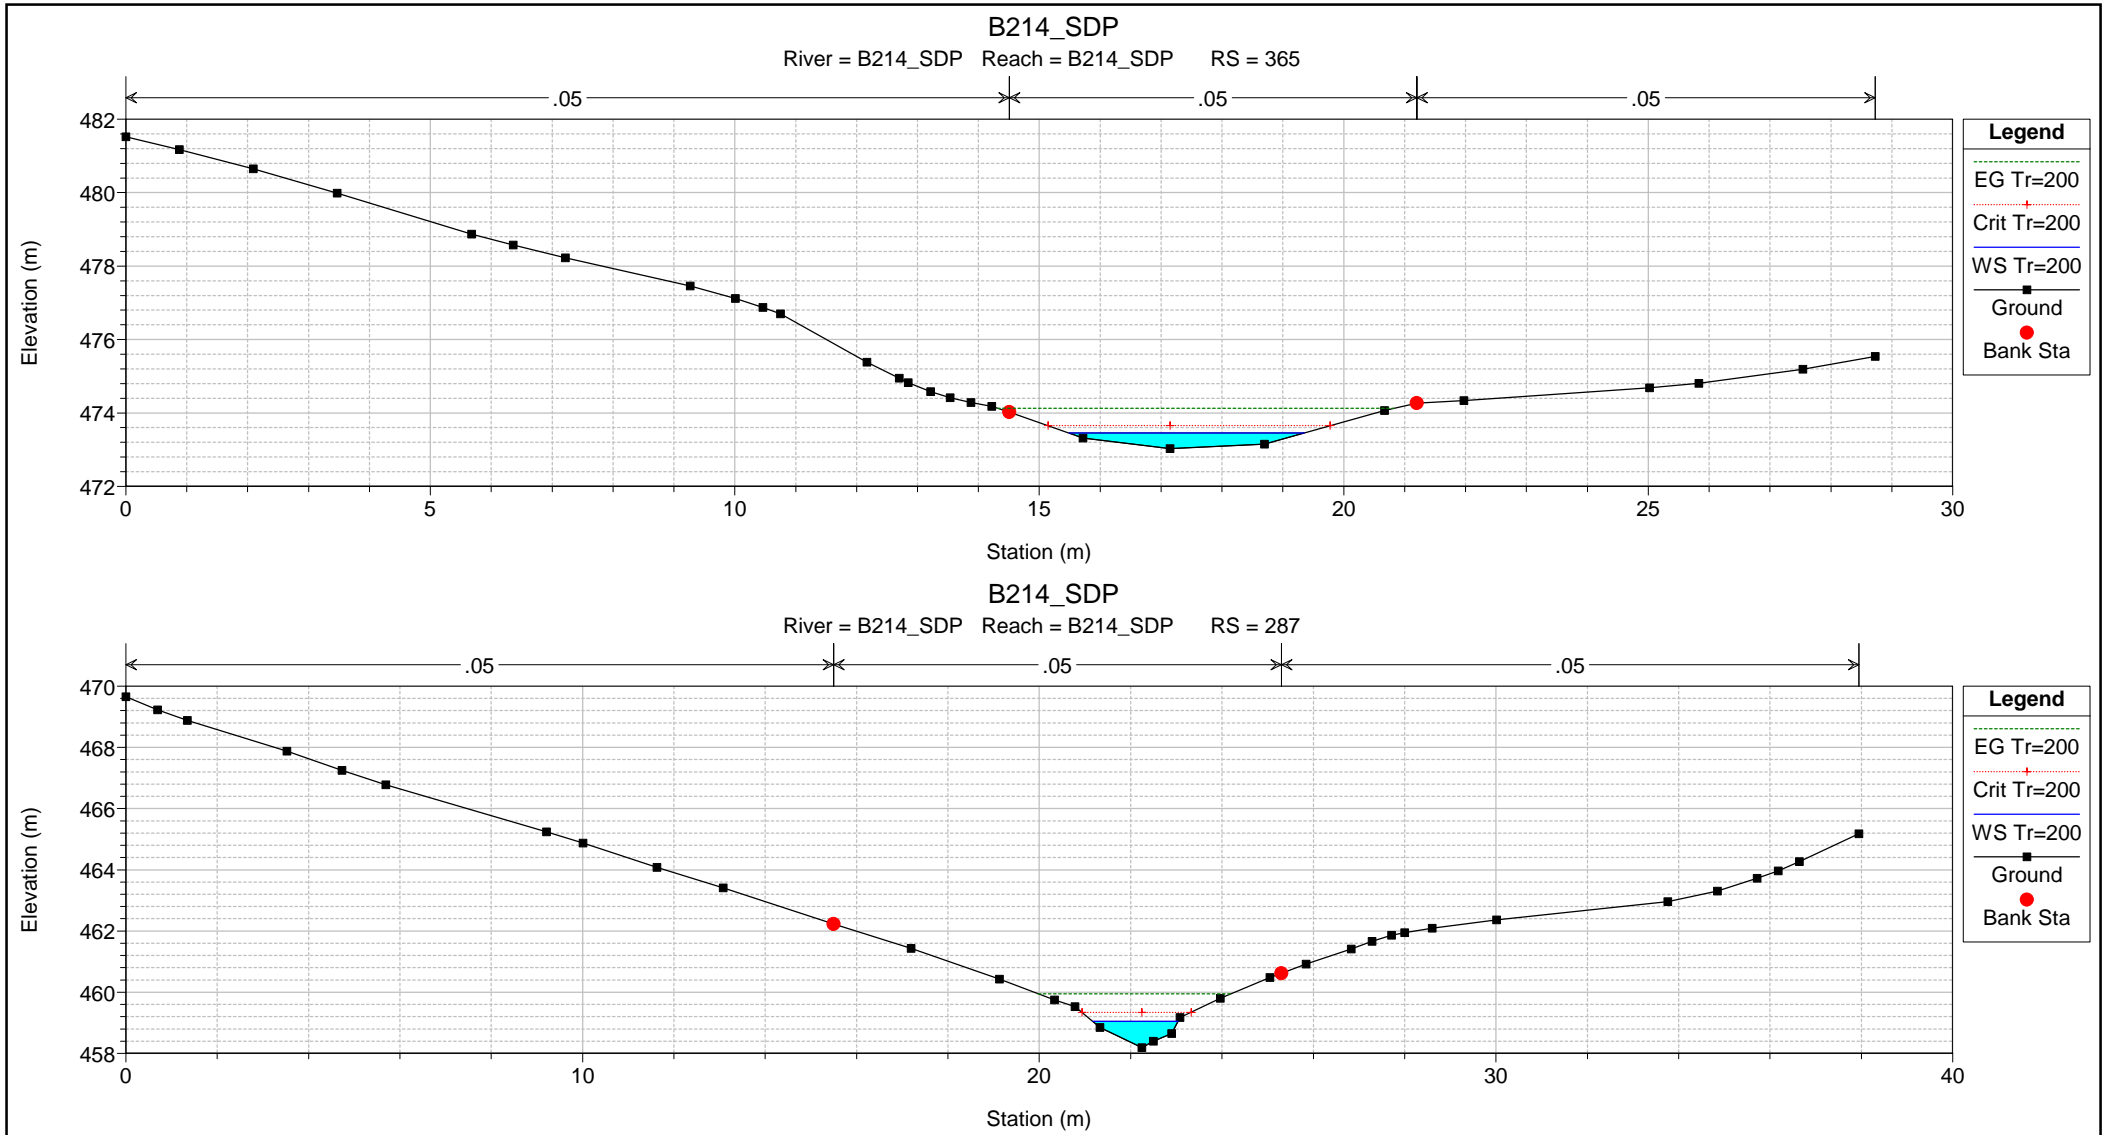 B214_SDP
River = B214_SDP Reach = B214_SDP RS = 365
.05 .05 .05
482
480
478
476
474
472
Elevation (m)
0 5 10 15 20 25 30
Station (m)
Legend
EG Tr=200
Crit Tr=200
WS Tr=200
Ground
Bank Sta
B214_SDP
River = B214_SDP Reach = B214_SDP RS = 287
.05 .05 .05
470
468
466
464
462
460
458
Elevation (m)
0 10 20 30 40
Station (m)
Legend
EG Tr=200
Crit Tr=200
WS Tr=200
Ground
Bank Sta